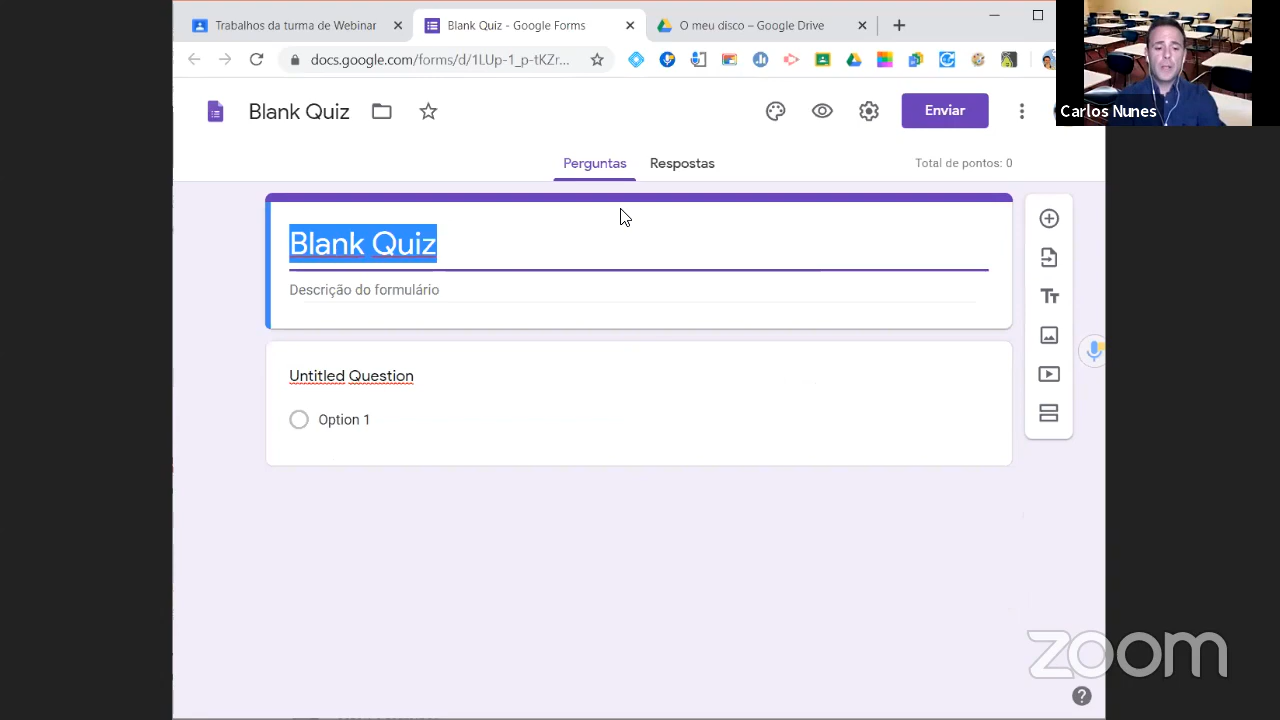 Trabalhos da turma de Webinar
Blank Quiz - Google Forms
O meu disco – Google Drive
docs.google.com/forms/d/1LUp-1_p-tKZr...
Blank Quiz
Enviar
Carlos Nunes
Perguntas
Respostas
Total de pontos: 0
Blank Quiz
Descrição do formulário
Untitled Question
Option 1
zoom